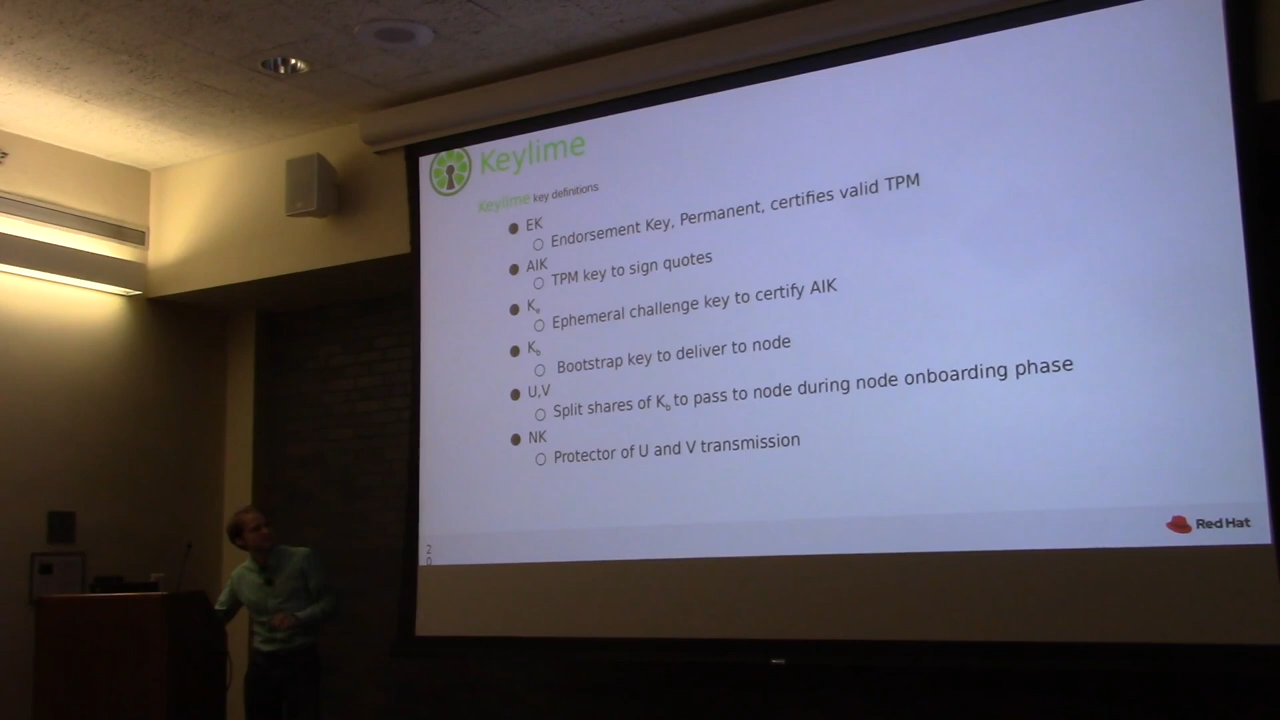 Keylime
Keylime key definitions
● EK
○ Endorsement Key, Permanent, certifies valid TPM
● AIK
○ TPM key to sign quotes
● Ke
○ Ephemeral challenge key to certify AIK
● Kb
○ Bootstrap key to deliver to node
● U,V
○ Split shares of Kb to pass to node during node onboarding phase
● NK
○ Protector of U and V transmission
2
0
Red Hat